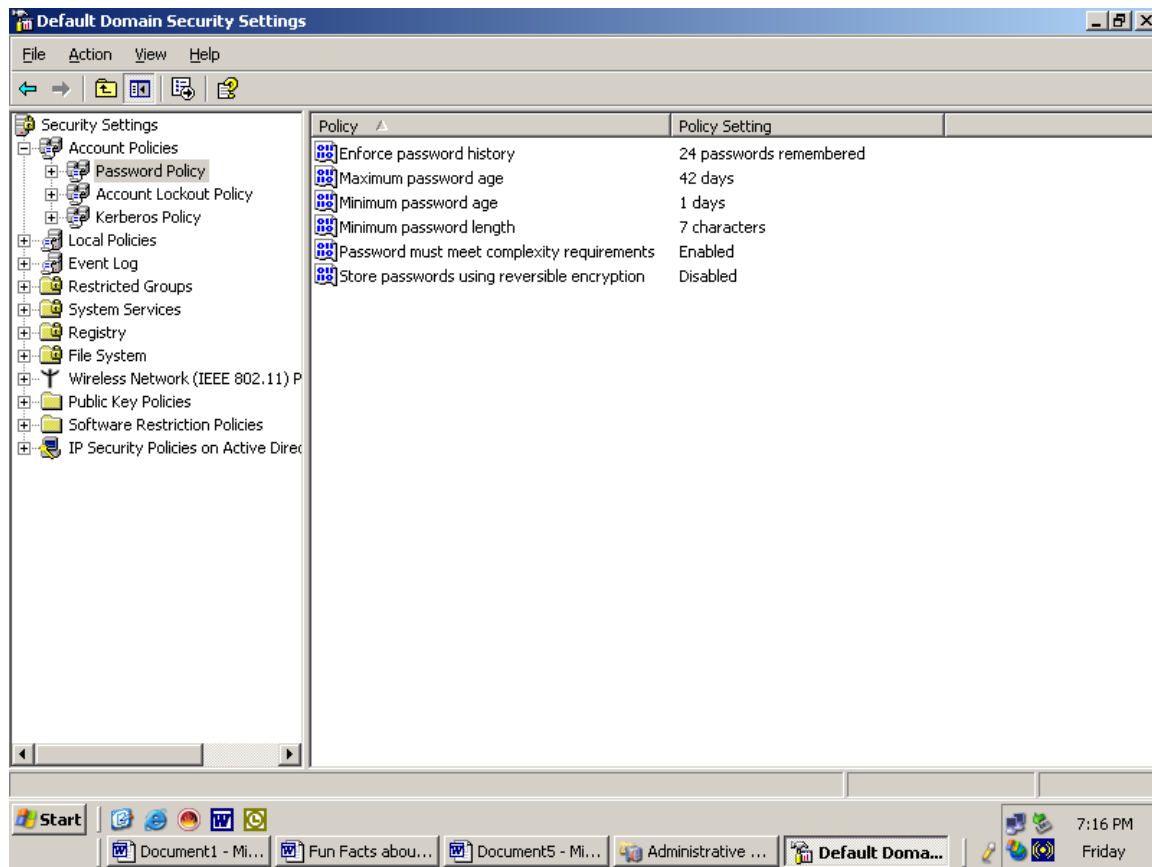 Default Domain Security Settings
File Action View Help
Security Settings
Account Policies
Password Policy
Account Lockout Policy
Kerberos Policy
Local Policies
Event Log
Restricted Groups
System Services
Registry
File System
Wireless Network (IEEE 802.11) P
Public Key Policies
Software Restriction Policies
IP Security Policies on Active Direc
Policy Policy Setting
Enforce password history 24 passwords remembered
Maximum password age 42 days
Minimum password age 1 days
Minimum password length 7 characters
Password must meet complexity requirements Enabled
Store passwords using reversible encryption Disabled
Start
7:16 PM
Document1 - Mi... Fun Facts abou... Document5 - Mi... Administrative ... Default Doma...
Friday